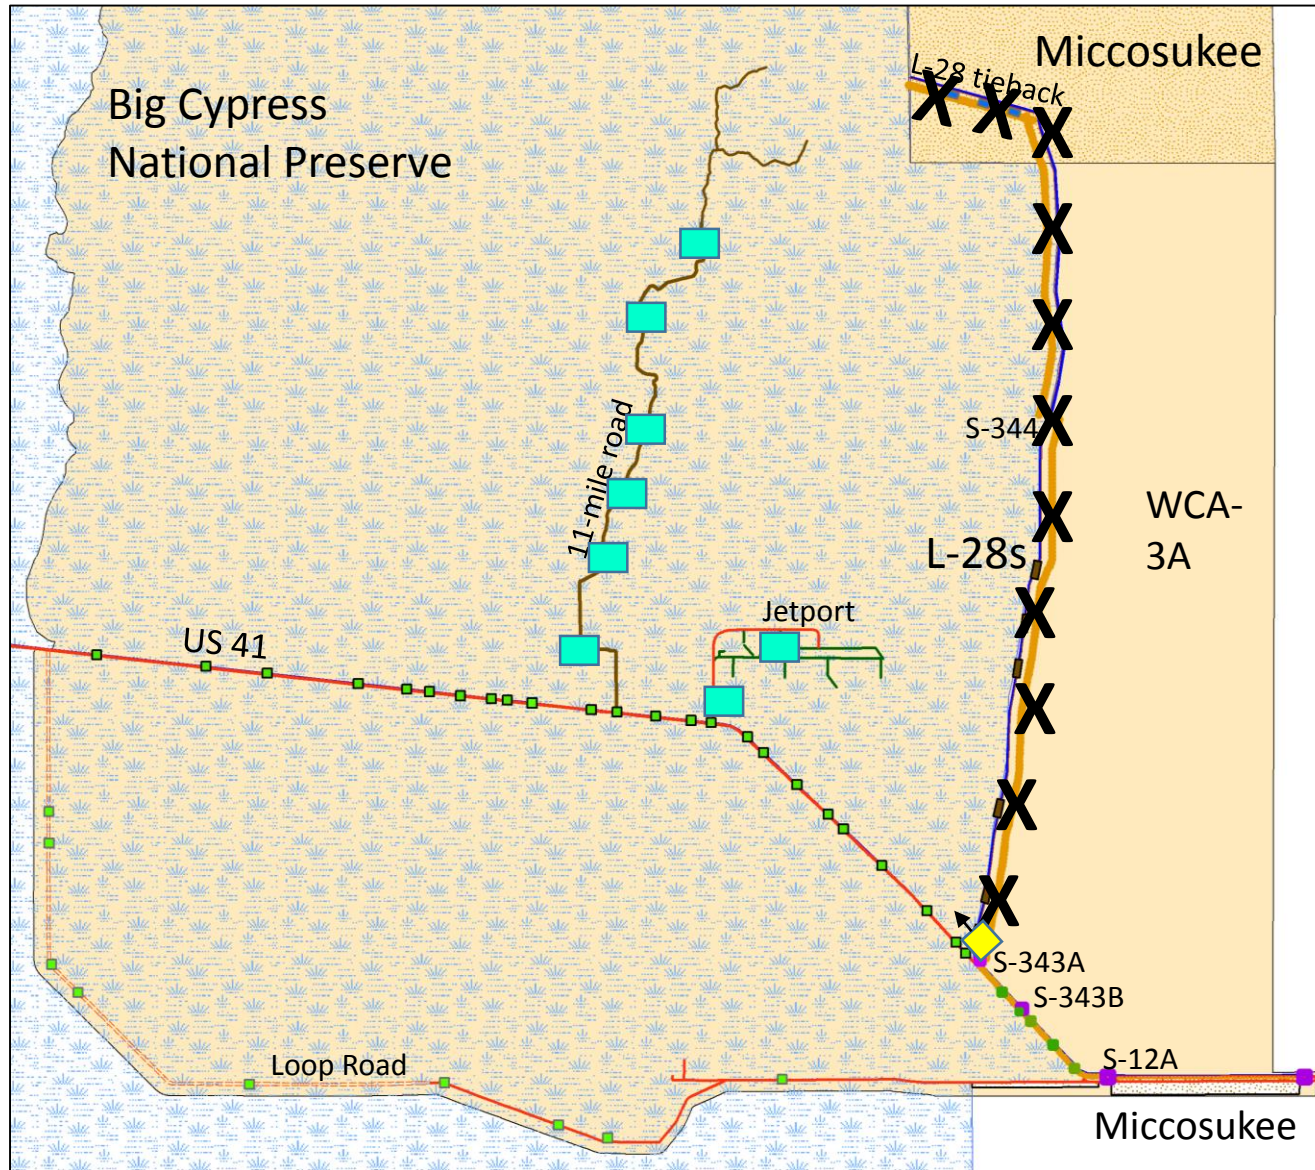 Miccosukee
L-28 tieback
Big Cypress
National Preserve
11-mile road
S-344
WCA-
3A
L-28s
Jetport
US 41
S-343A
S-343B
Loop Road
S-12A
Miccosukee